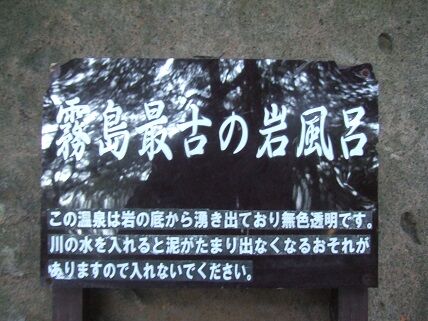 霧島最古の岩風呂
この温泉は岩の底から湧き出ており無色透明です。
川の水を入れると泥がたまり出なくなるおそれが
ありますので入れないでください。